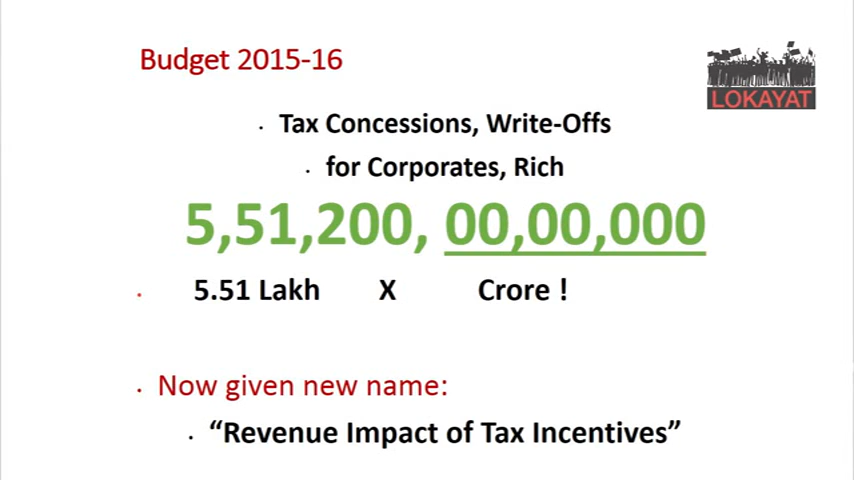 Budget 2015-16
LOKAYAT
Tax Concessions, Write-Offs
for Corporates, Rich
5,51,200, 00,00,000
5.51 Lakh X Crore !
Now given new name:
“Revenue Impact of Tax Incentives”